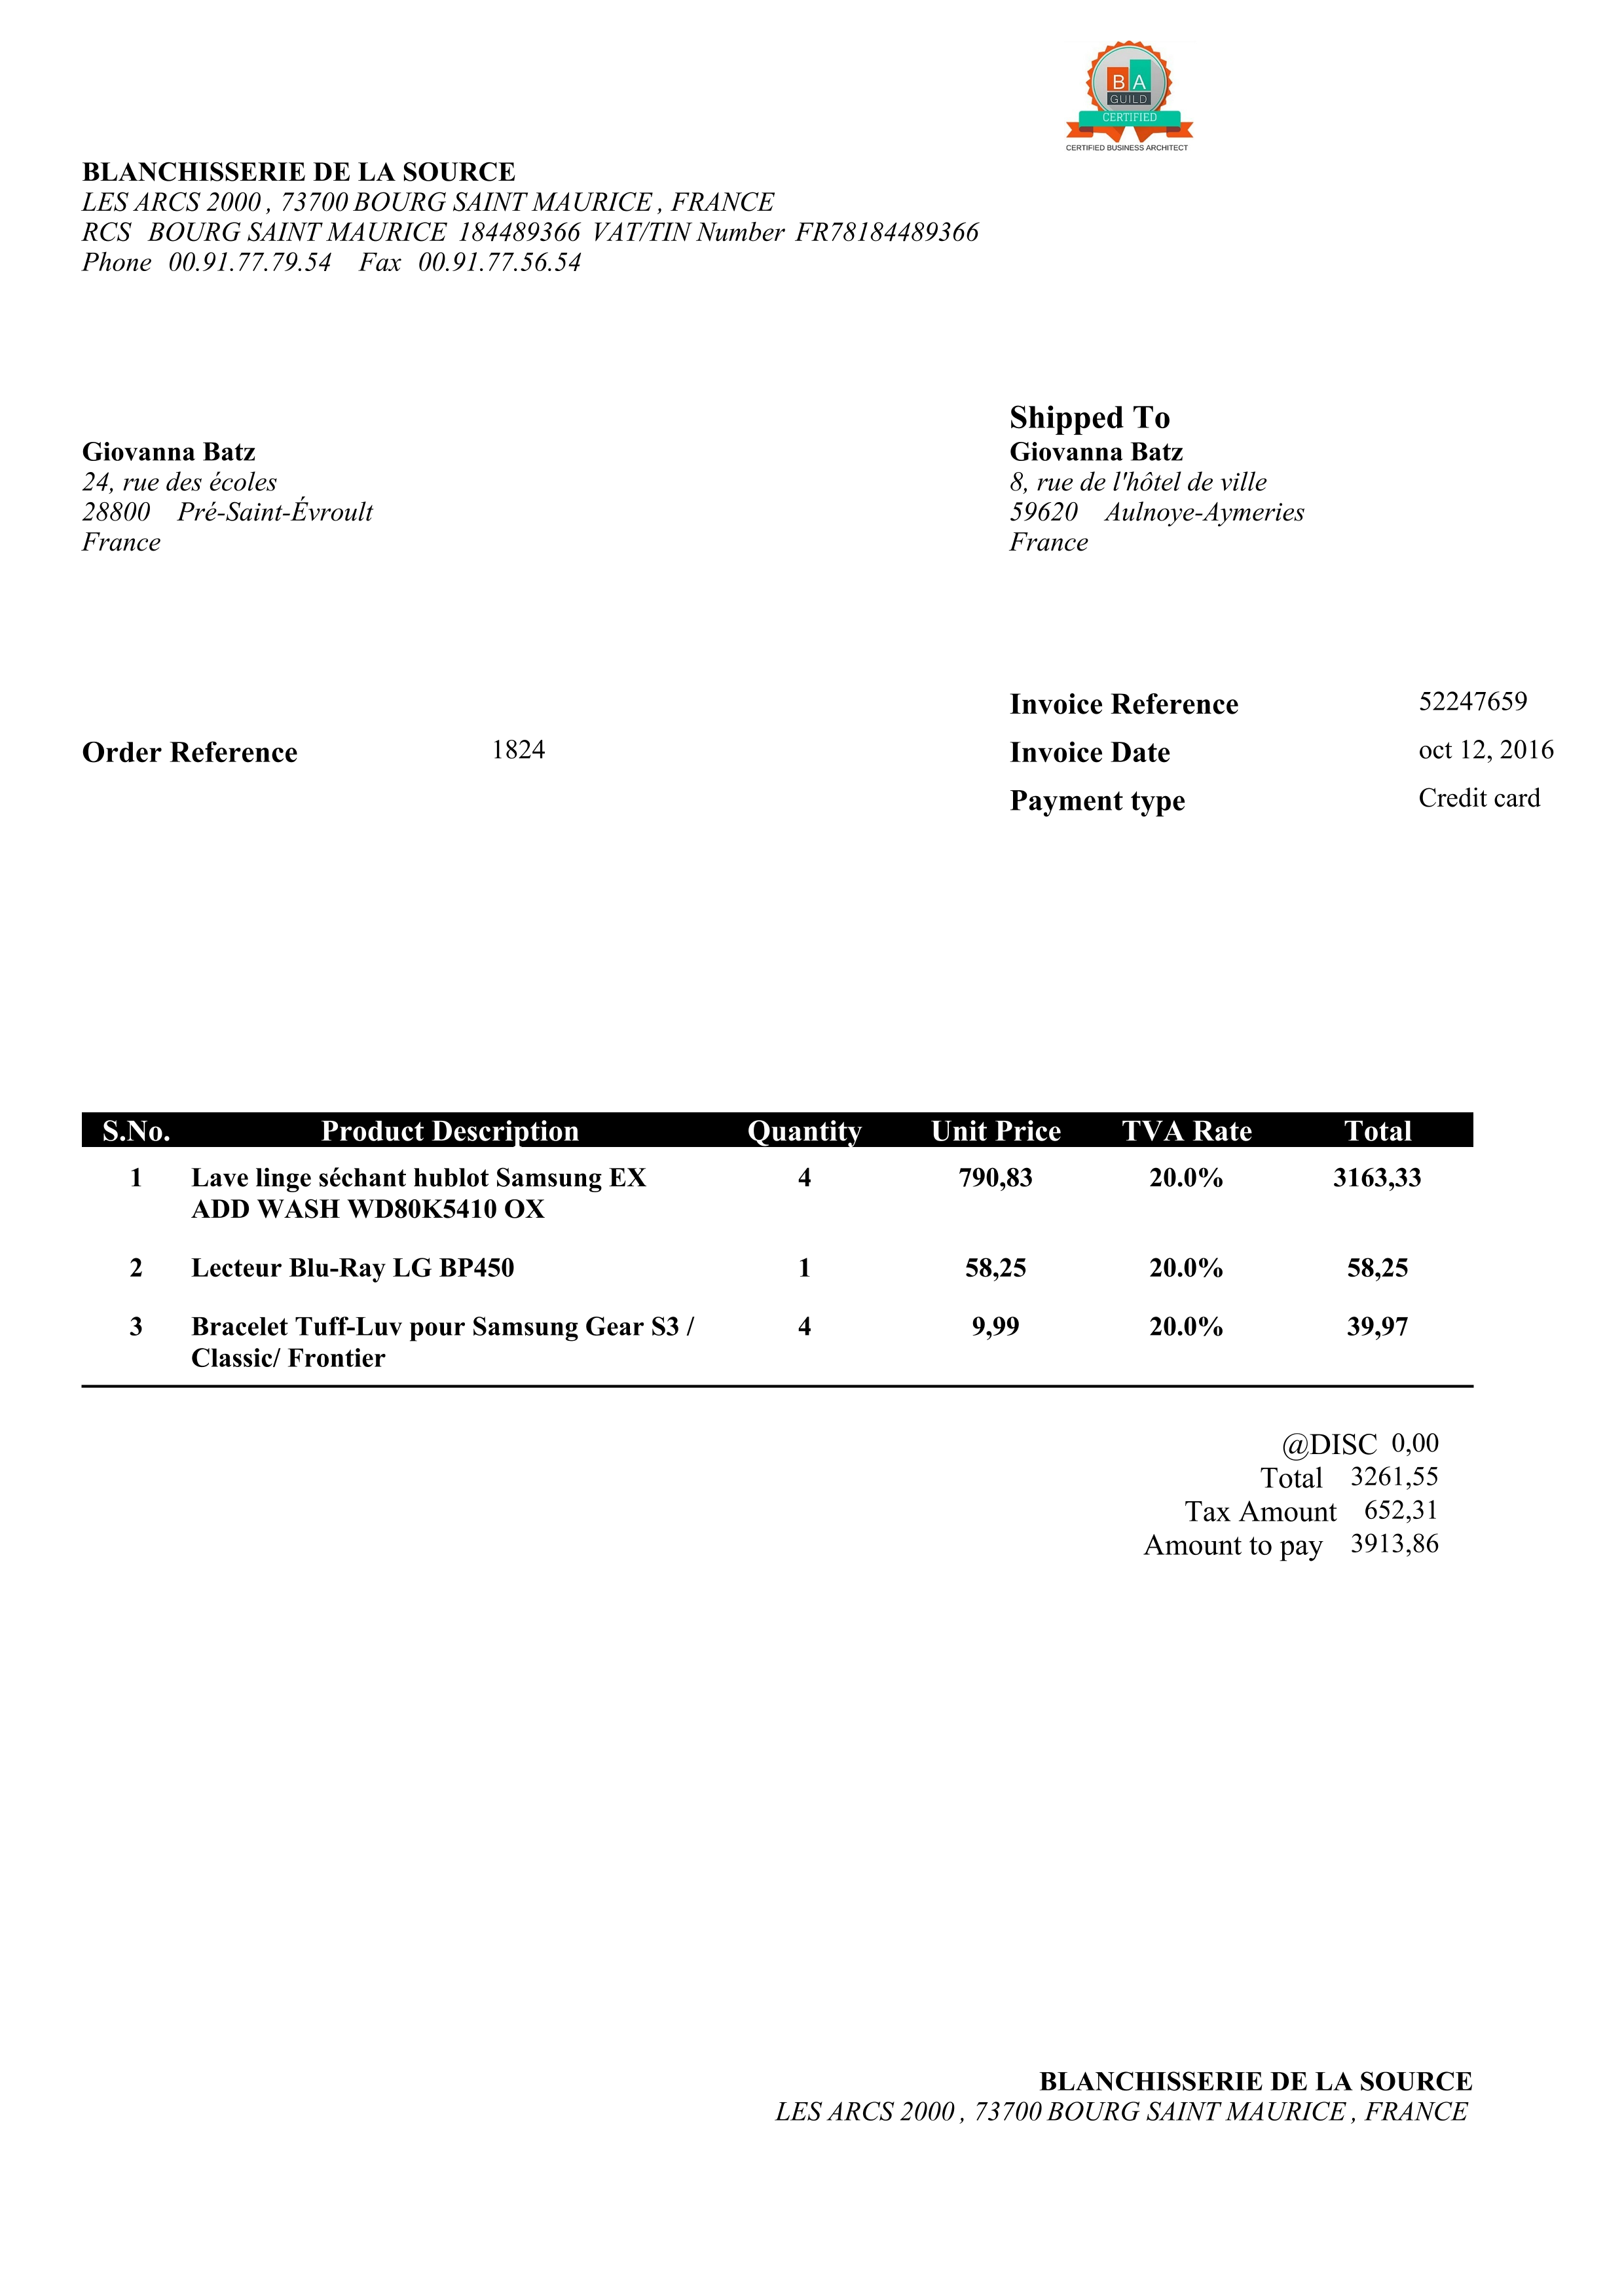 B A
GUILD
CERTIFIED
CERTIFIED BUSINESS ARCHITECT
BLANCHISSERIE DE LA SOURCE
LES ARCS 2000 , 73700 BOURG SAINT MAURICE , FRANCE
RCS BOURG SAINT MAURICE 184489366 VAT/TIN Number FR78184489366
Phone 00.91.77.79.54 Fax 00.91.77.56.54
Giovanna Batz
24, rue des écoles
28800 Pré-Saint-Évroult
France
Shipped To
Giovanna Batz
8, rue de l'hôtel de ville
59620 Aulnoye-Aymeries
France
Invoice Reference 52247659
Order Reference 1824 Invoice Date oct 12, 2016
Payment type Credit card
S.No. Product Description Quantity Unit Price TVA Rate Total
1 Lave linge séchant hublot Samsung EX 4 790,83 20.0% 3163,33
ADD WASH WD80K5410 OX
2 Lecteur Blu-Ray LG BP450 1 58,25 20.0% 58,25
3 Bracelet Tuff-Luv pour Samsung Gear S3 / 4 9,99 20.0% 39,97
Classic/ Frontier
@DISC 0,00
Total 3261,55
Tax Amount 652,31
Amount to pay 3913,86
BLANCHISSERIE DE LA SOURCE
LES ARCS 2000 , 73700 BOURG SAINT MAURICE , FRANCE